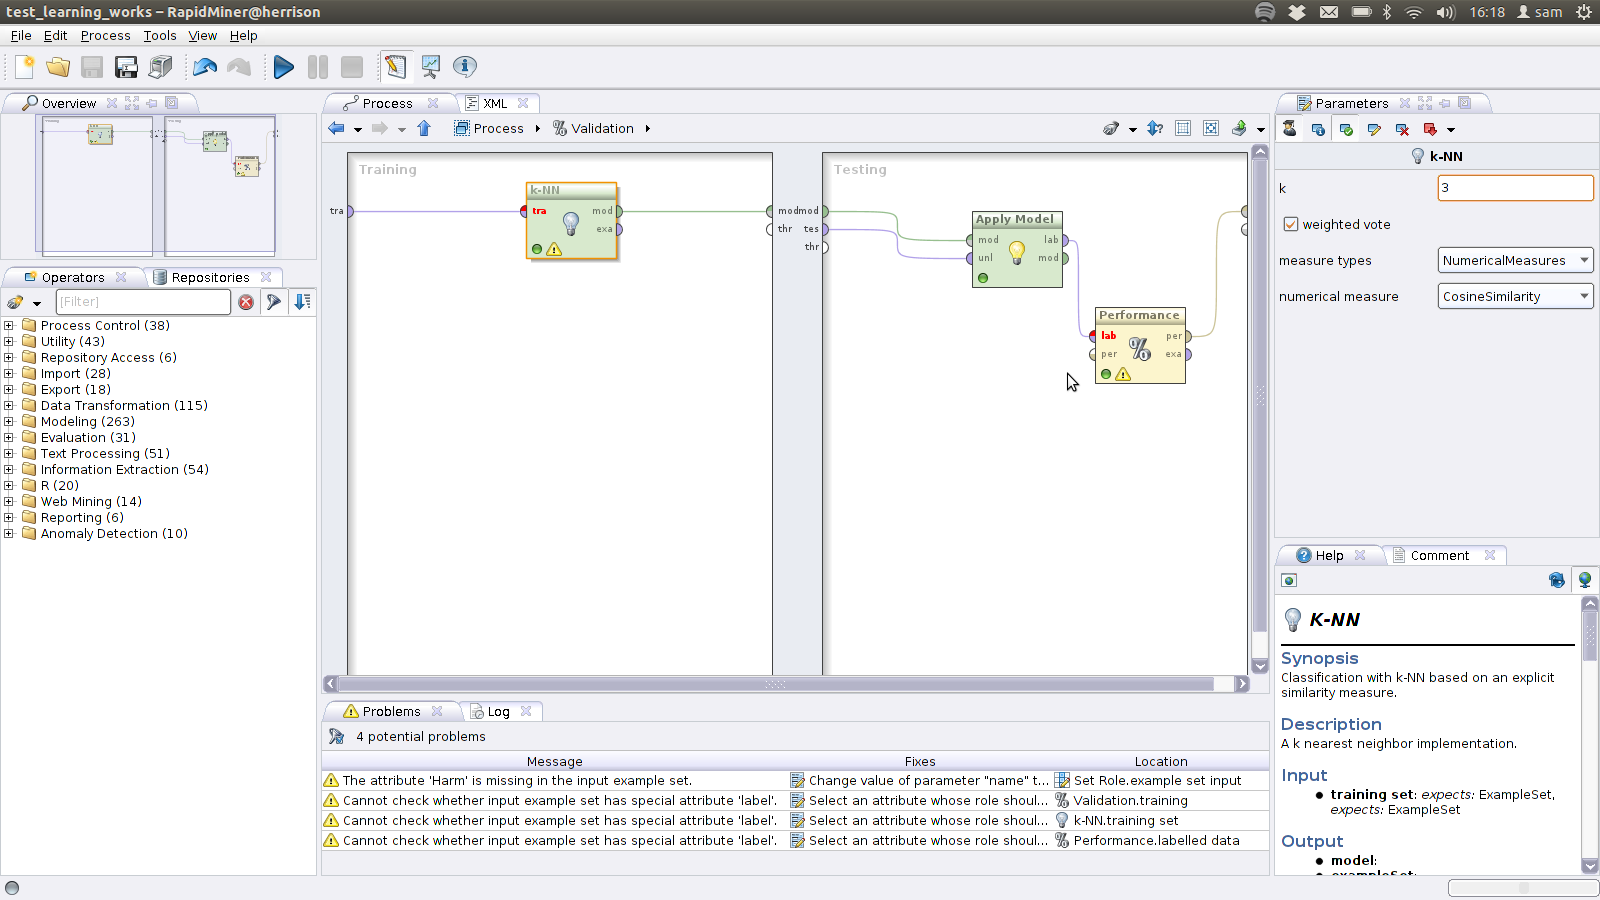 test_learning_works – RapidMiner@herrison
16:18 sam
File Edit Process Tools View Help
Overview
Process XML
Parameters
Process Validation
k-NN
Training
Testing
k-NN
tra tra mod
exa
mod mod
thr tes
thr
Apply Model
mod lab
unl mod
Performance
lab per
per exa
k 3
weighted vote
measure types NumericalMeasures
numerical measure CosineSimilarity
Operators Repositories
[Filter]
Process Control (38)
Utility (43)
Repository Access (6)
Import (28)
Export (18)
Data Transformation (115)
Modeling (263)
Evaluation (31)
Text Processing (51)
Information Extraction (54)
R (20)
Web Mining (14)
Reporting (6)
Anomaly Detection (10)
Problems Log
4 potential problems
Message Fixes Location
The attribute 'Harm' is missing in the input example set. Change value of parameter "name" t... Set Role.example set input
Cannot check whether input example set has special attribute 'label'. Select an attribute whose role shoul... Validation.training
Cannot check whether input example set has special attribute 'label'. Select an attribute whose role shoul... k-NN.training set
Cannot check whether input example set has special attribute 'label'. Select an attribute whose role shoul... Performance.labelled data
Help Comment
K-NN
Synopsis
Classification with k-NN based on an explicit
similarity measure.
Description
A k nearest neighbor implementation.
Input
training set: expects: ExampleSet,
expects: ExampleSet
Output
model: